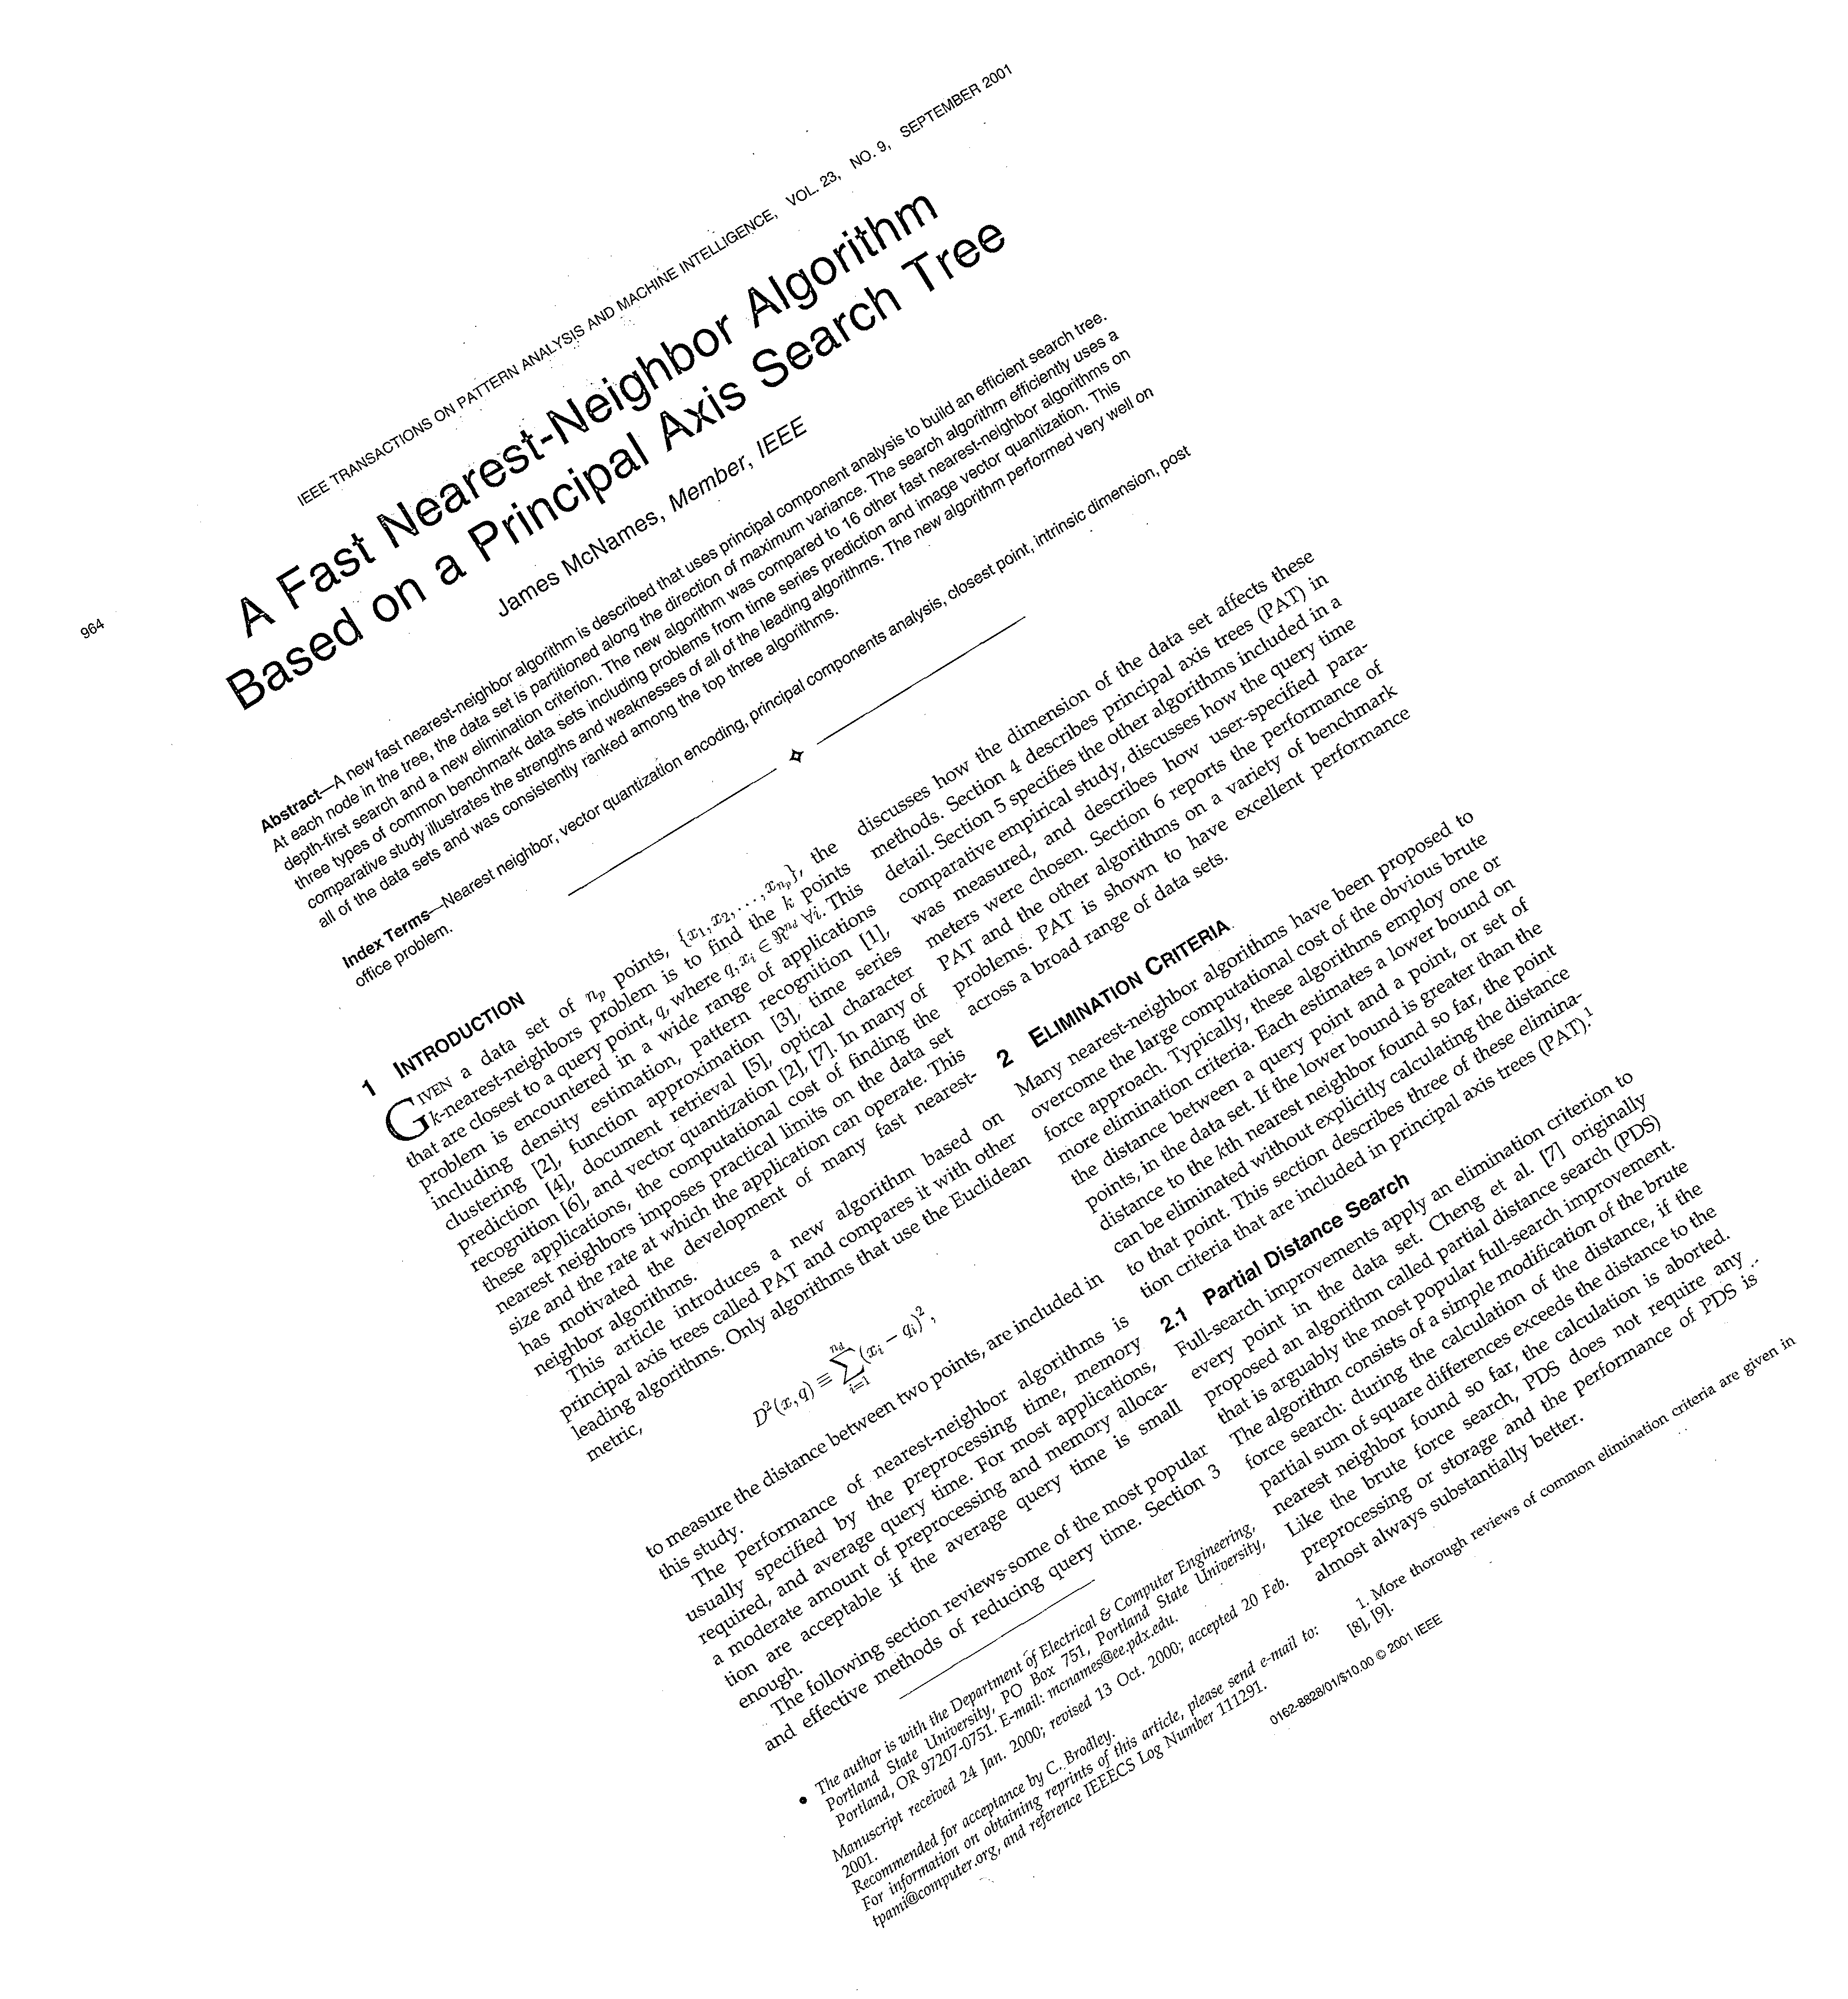 964
IEEE TRANSACTIONS ON PATTERN ANALYSIS AND MACHINE INTELLIGENCE, VOL. 23, NO. 9, SEPTEMBER 2001
A Fast Nearest-Neighbor Algorithm
Based on a Principal Axis Search Tree
James McNames, Member, IEEE
Abstract—A new fast nearest-neighbor algorithm is described that uses principal component analysis to build an efficient search tree.
At each node in the tree, the data set is partitioned along the direction of maximum variance. The search algorithm efficiently uses a
depth-first search and a new elimination criterion. The new algorithm was compared to 16 other fast nearest-neighbor algorithms on
three types of common benchmark data sets including problems from time series prediction and image vector quantization. This
comparative study illustrates the strengths and weaknesses of all of the leading algorithms. The new algorithm performed very well on
all of the data sets and was consistently ranked among the top three algorithms.
Index Terms—Nearest neighbor, vector quantization encoding, principal components analysis, closest point, intrinsic dimension, post
office problem.
1 INTRODUCTION
GIVEN a data set of n_p points, {x_1, x_2, ..., x_{n_p}}, the
k-nearest-neighbors problem is to find the k points
that are closest to a query point, q, where q, x_i ∈ ℜ^{n_d} ∀i. This
problem is encountered in a wide range of applications
including density estimation, pattern recognition [1],
clustering [2], function approximation [3], time series
prediction [4], document retrieval [5], optical character
recognition [6], and vector quantization [2], [7]. In many of
these applications, the computational cost of finding the
nearest neighbors imposes practical limits on the data set
size and the rate at which the application can operate. This
has motivated the development of many fast nearest-
neighbor algorithms.
This article introduces a new algorithm based on
principal axis trees called PAT and compares it with other
leading algorithms. Only algorithms that use the Euclidean
metric,
D²(x, q) ≡ ∑_{i=1}^{n_d} (x_i − q_i)²,
to measure the distance between two points, are included in
this study.
The performance of nearest-neighbor algorithms is
usually specified by the preprocessing time, memory
required, and average query time. For most applications,
a moderate amount of preprocessing and memory alloca-
tion are acceptable if the average query time is small
enough.
The following section reviews some of the most popular
and effective methods of reducing query time. Section 3
• The author is with the Department of Electrical & Computer Engineering,
Portland State University, PO Box 751, Portland State University,
Portland, OR 97207-0751. E-mail: mcnames@ee.pdx.edu.
Manuscript received 24 Jan. 2000; revised 13 Oct. 2000; accepted 20 Feb.
2001.
Recommended for acceptance by C. Brodley.
For information on obtaining reprints of this article, please send e-mail to:
tpami@computer.org, and reference IEEECS Log Number 111291.
discusses how the dimension of the data set affects these
methods. Section 4 describes principal axis trees (PAT) in
detail. Section 5 specifies the other algorithms included in a
comparative empirical study, discusses how the query time
was measured, and describes how user-specified para-
meters were chosen. Section 6 reports the performance of
PAT and the other algorithms on a variety of benchmark
problems. PAT is shown to have excellent performance
across a broad range of data sets.
2 ELIMINATION CRITERIA
Many nearest-neighbor algorithms have been proposed to
overcome the large computational cost of the obvious brute
force approach. Typically, these algorithms employ one or
more elimination criteria. Each estimates a lower bound on
the distance between a query point and a point, or set of
points, in the data set. If the lower bound is greater than the
distance to the kth nearest neighbor found so far, the point
can be eliminated without explicitly calculating the distance
to that point. This section describes three of these elimina-
tion criteria that are included in principal axis trees (PAT).¹
2.1 Partial Distance Search
Full-search improvements apply an elimination criterion to
every point in the data set. Cheng et al. [7] originally
proposed an algorithm called partial distance search (PDS)
that is arguably the most popular full-search improvement.
The algorithm consists of a simple modification of the brute
force search: during the calculation of the distance, if the
partial sum of square differences exceeds the distance to the
nearest neighbor found so far, the calculation is aborted.
Like the brute force search, PDS does not require any
preprocessing or storage and the performance of PDS is
almost always substantially better.
1. More thorough reviews of common elimination criteria are given in
[8], [9].
0162-8828/01/$10.00 © 2001 IEEE